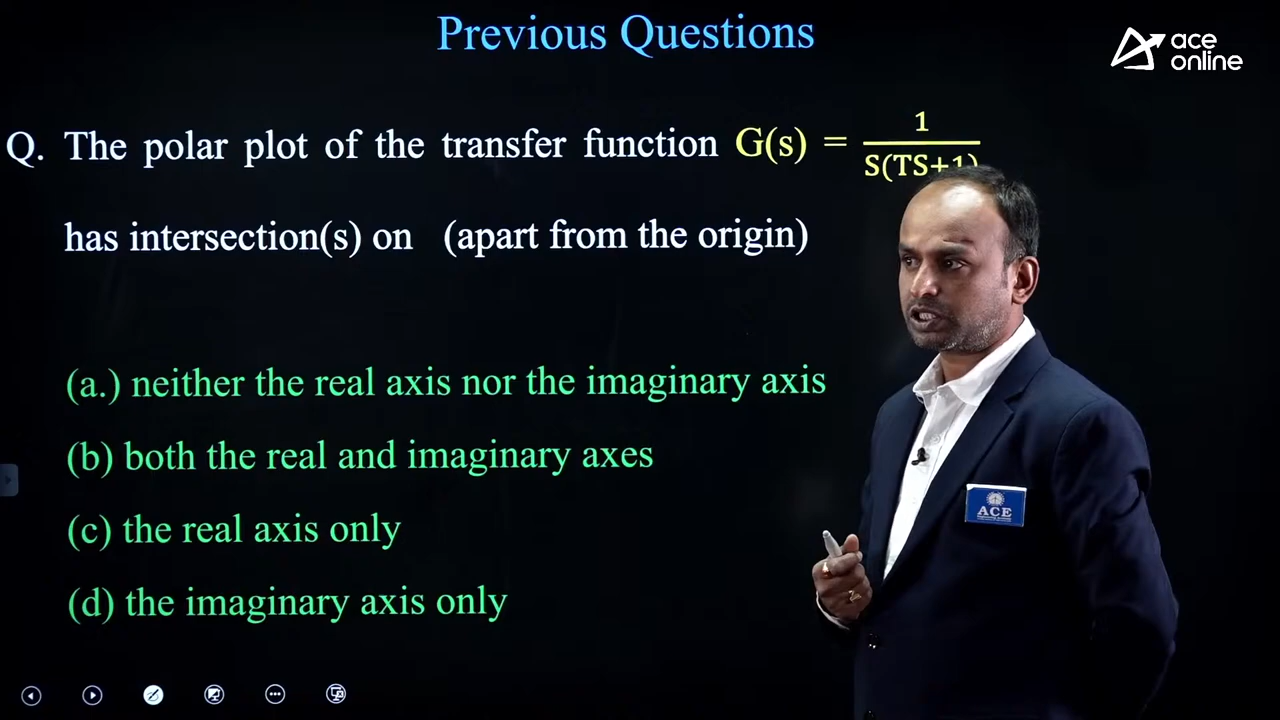 Previous Questions
ace
online
Q. The polar plot of the transfer function G(s) = 1/S(TS+1)
has intersection(s) on (apart from the origin)
(a.) neither the real axis nor the imaginary axis
(b) both the real and imaginary axes
(c) the real axis only
(d) the imaginary axis only
ACE